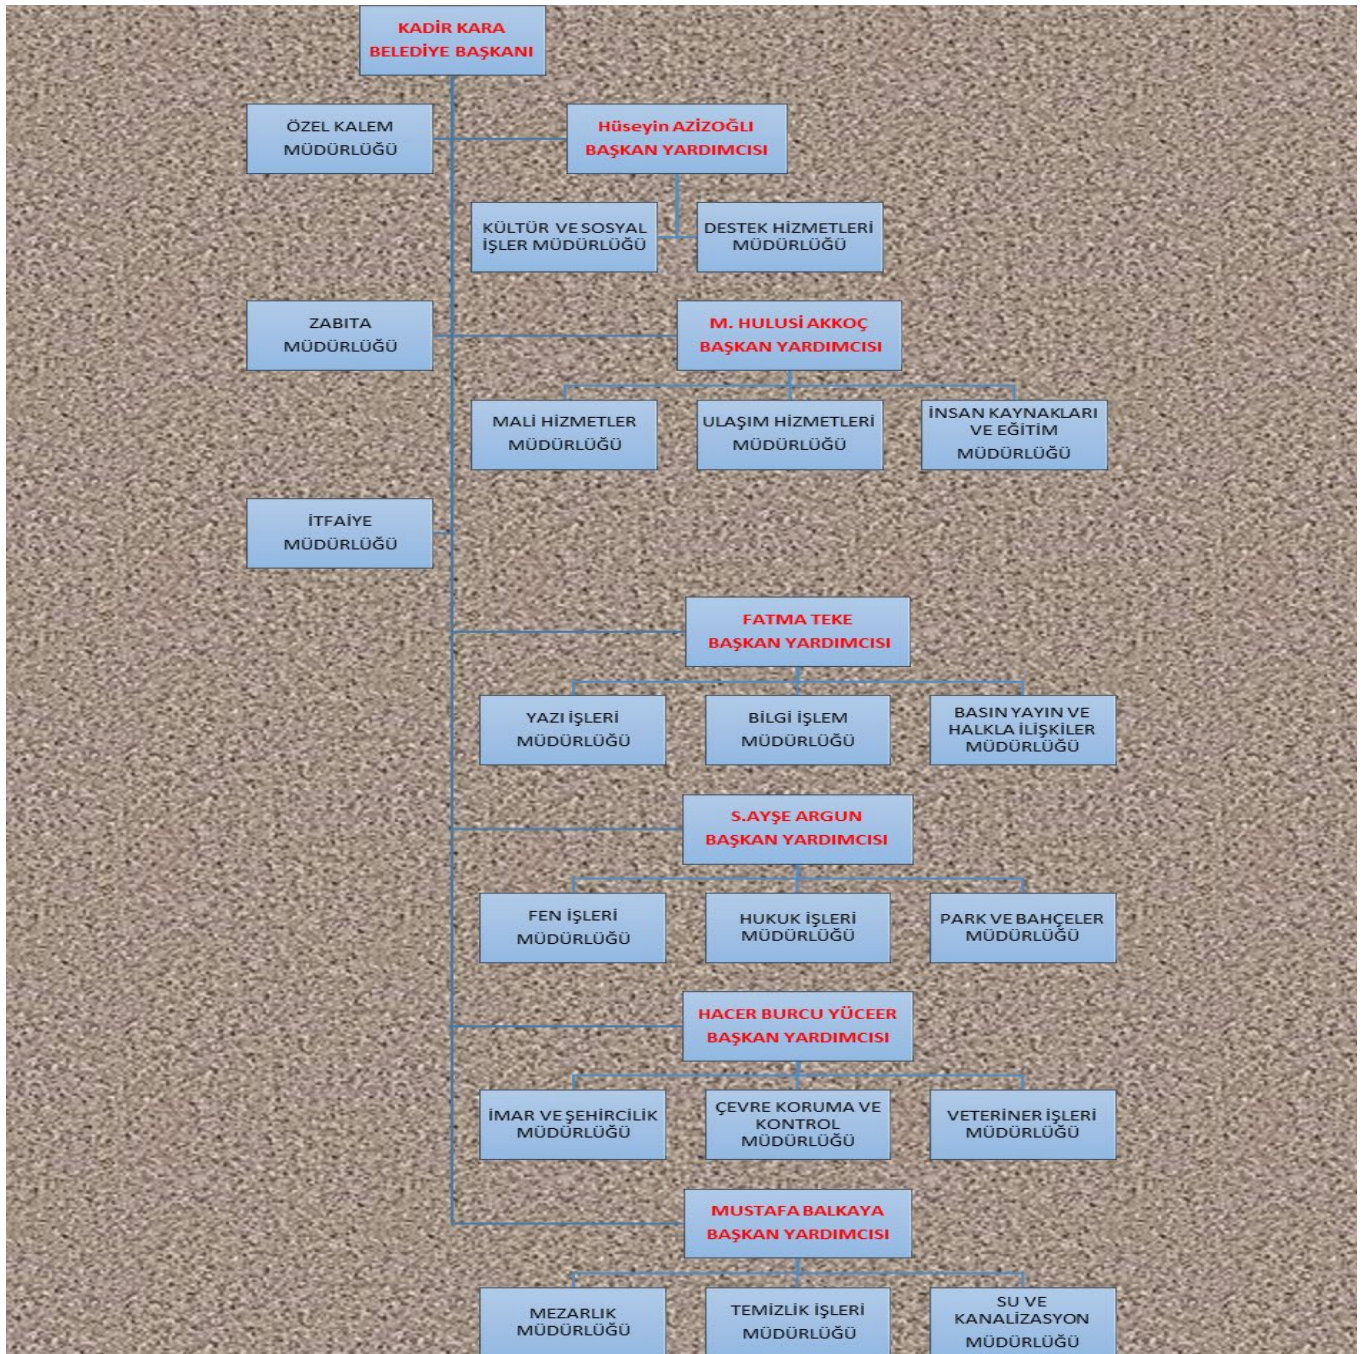 KADİR KARA
BELEDİYE BAŞKANI
ÖZEL KALEM
MÜDÜRLÜĞÜ
Hüseyin AZİZOĞLI
BAŞKAN YARDIMCISI
KÜLTÜR VE SOSYAL
İŞLER MÜDÜRLÜĞÜ
DESTEK HİZMETLERİ
MÜDÜRLÜĞÜ
ZABITA
MÜDÜRLÜĞÜ
M. HULUSİ AKKOÇ
BAŞKAN YARDIMCISI
MALİ HİZMETLER
MÜDÜRLÜĞÜ
ULAŞIM HİZMETLERİ
MÜDÜRLÜĞÜ
İNSAN KAYNAKLARI
VE EĞİTİM
MÜDÜRLÜĞÜ
İTFAİYE
MÜDÜRLÜĞÜ
FATMA TEKE
BAŞKAN YARDIMCISI
YAZI İŞLERİ
MÜDÜRLÜĞÜ
BİLGİ İŞLEM
MÜDÜRLÜĞÜ
BASIN YAYIN VE
HALKLA İLİŞKİLER
MÜDÜRLÜĞÜ
S.AYŞE ARGUN
BAŞKAN YARDIMCISI
FEN İŞLERİ
MÜDÜRLÜĞÜ
HUKUK İŞLERİ
MÜDÜRLÜĞÜ
PARK VE BAHÇELER
MÜDÜRLÜĞÜ
HACER BURCU YÜCEER
BAŞKAN YARDIMCISI
İMAR VE ŞEHİRCİLİK
MÜDÜRLÜĞÜ
ÇEVRE KORUMA VE
KONTROL
MÜDÜRLÜĞÜ
VETERİNER İŞLERİ
MÜDÜRLÜĞÜ
MUSTAFA BALKAYA
BAŞKAN YARDIMCISI
MEZARLIK
MÜDÜRLÜĞÜ
TEMİZLİK İŞLERİ
MÜDÜRLÜĞÜ
SU VE
KANALİZASYON
MÜDÜRLÜĞÜ